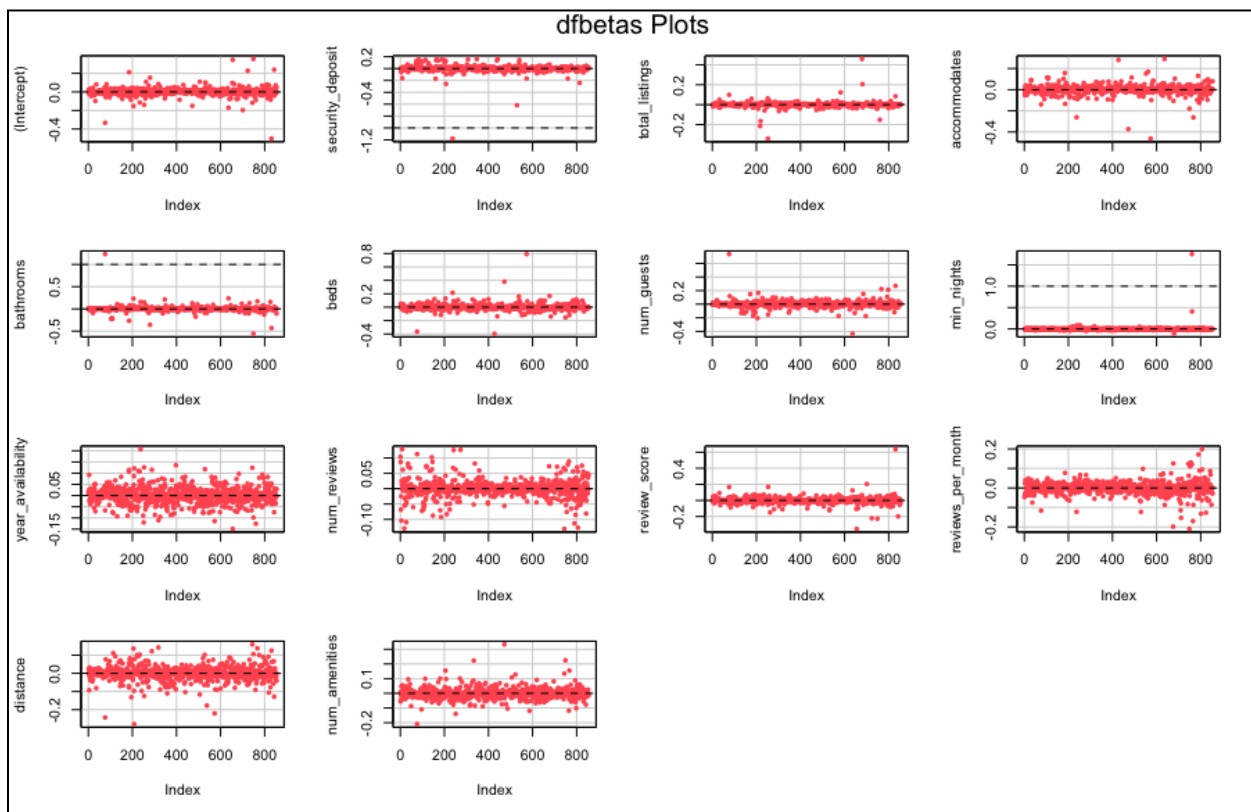 dfbetas Plots
(Intercept)
-0.4 0.0
0 200 400 600 800
Index
security_deposit
-1.2 -0.4 0.2
0 200 400 600 800
Index
total_listings
-0.2 0.2
0 200 400 600 800
Index
accommodates
-0.4 0.0
0 200 400 600 800
Index
bathrooms
-0.5 0.5
0 200 400 600 800
Index
beds
-0.4 0.2 0.8
0 200 400 600 800
Index
num_guests
-0.4 0.2
0 200 400 600 800
Index
min_nights
0.0 1.0
0 200 400 600 800
Index
year_availability
-0.15 0.05
0 200 400 600 800
Index
num_reviews
-0.10 0.05
0 200 400 600 800
Index
review_score
-0.2 0.4
0 200 400 600 800
Index
reviews_per_month
-0.2 0.0 0.2
0 200 400 600 800
Index
distance
-0.2 0.0
0 200 400 600 800
Index
num_amenities
-0.2 0.1
0 200 400 600 800
Index